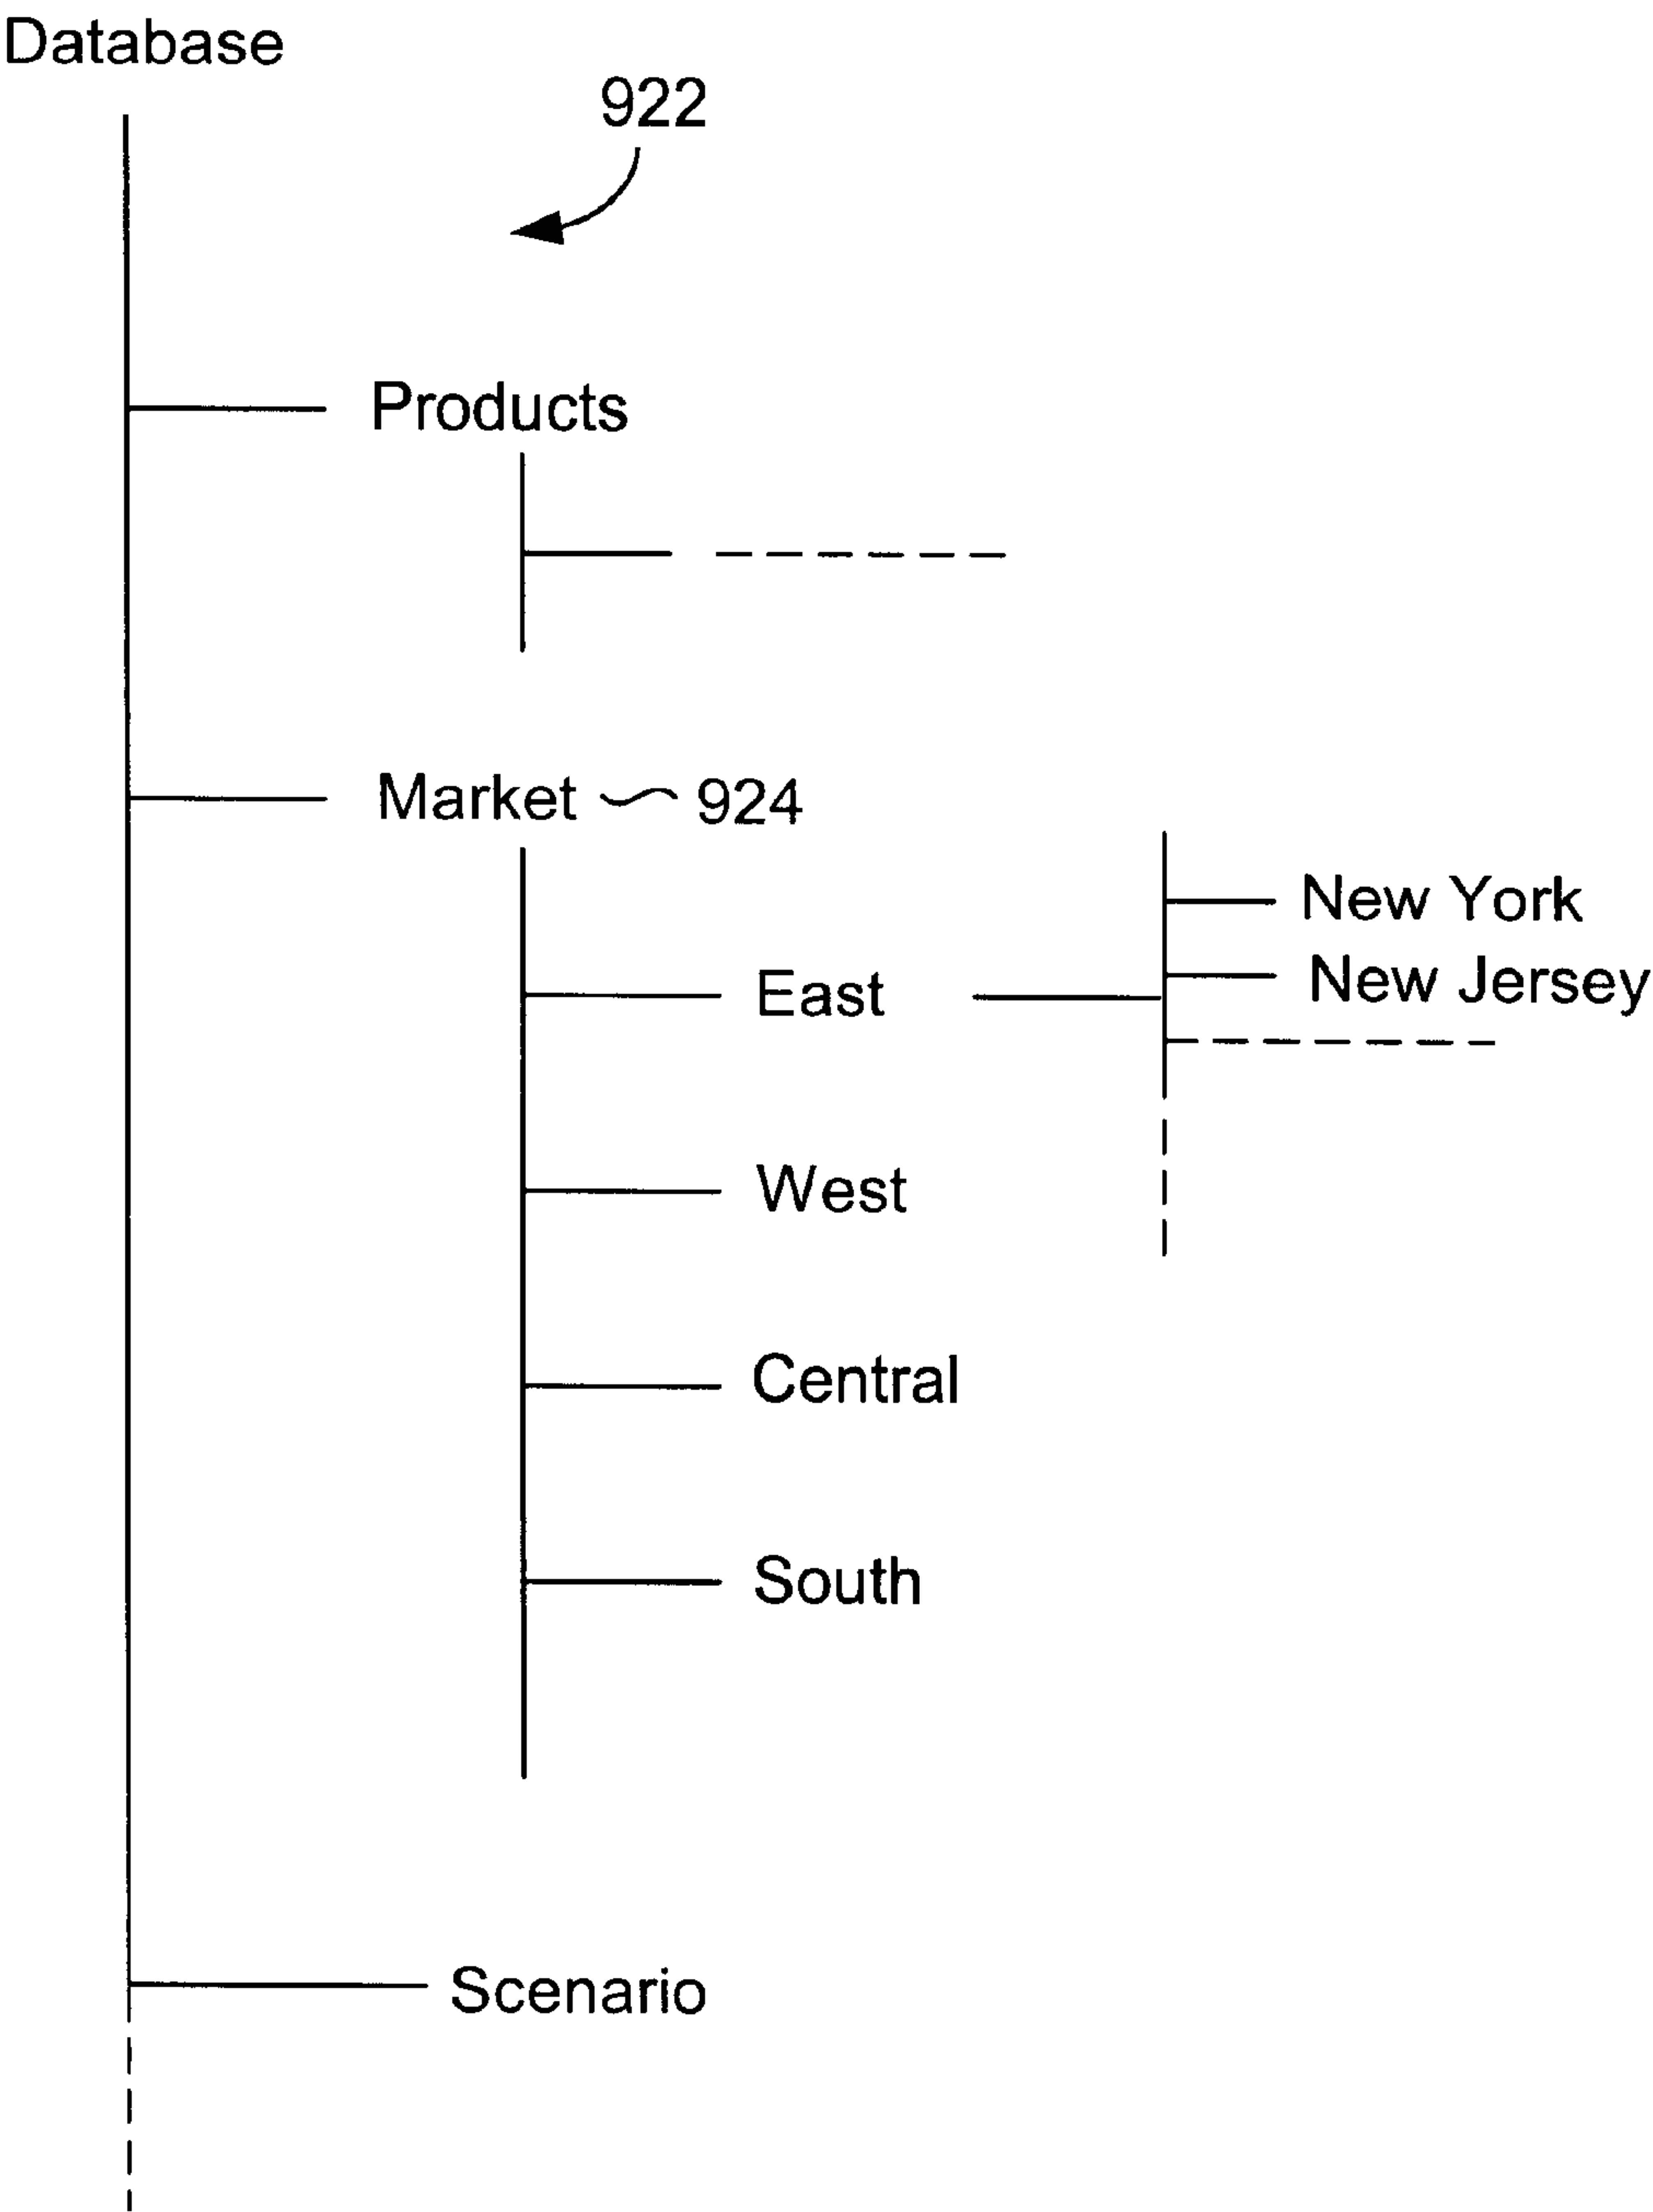 Database
922
Products
Market 924
New York
New Jersey
East
West
Central
South
Scenario